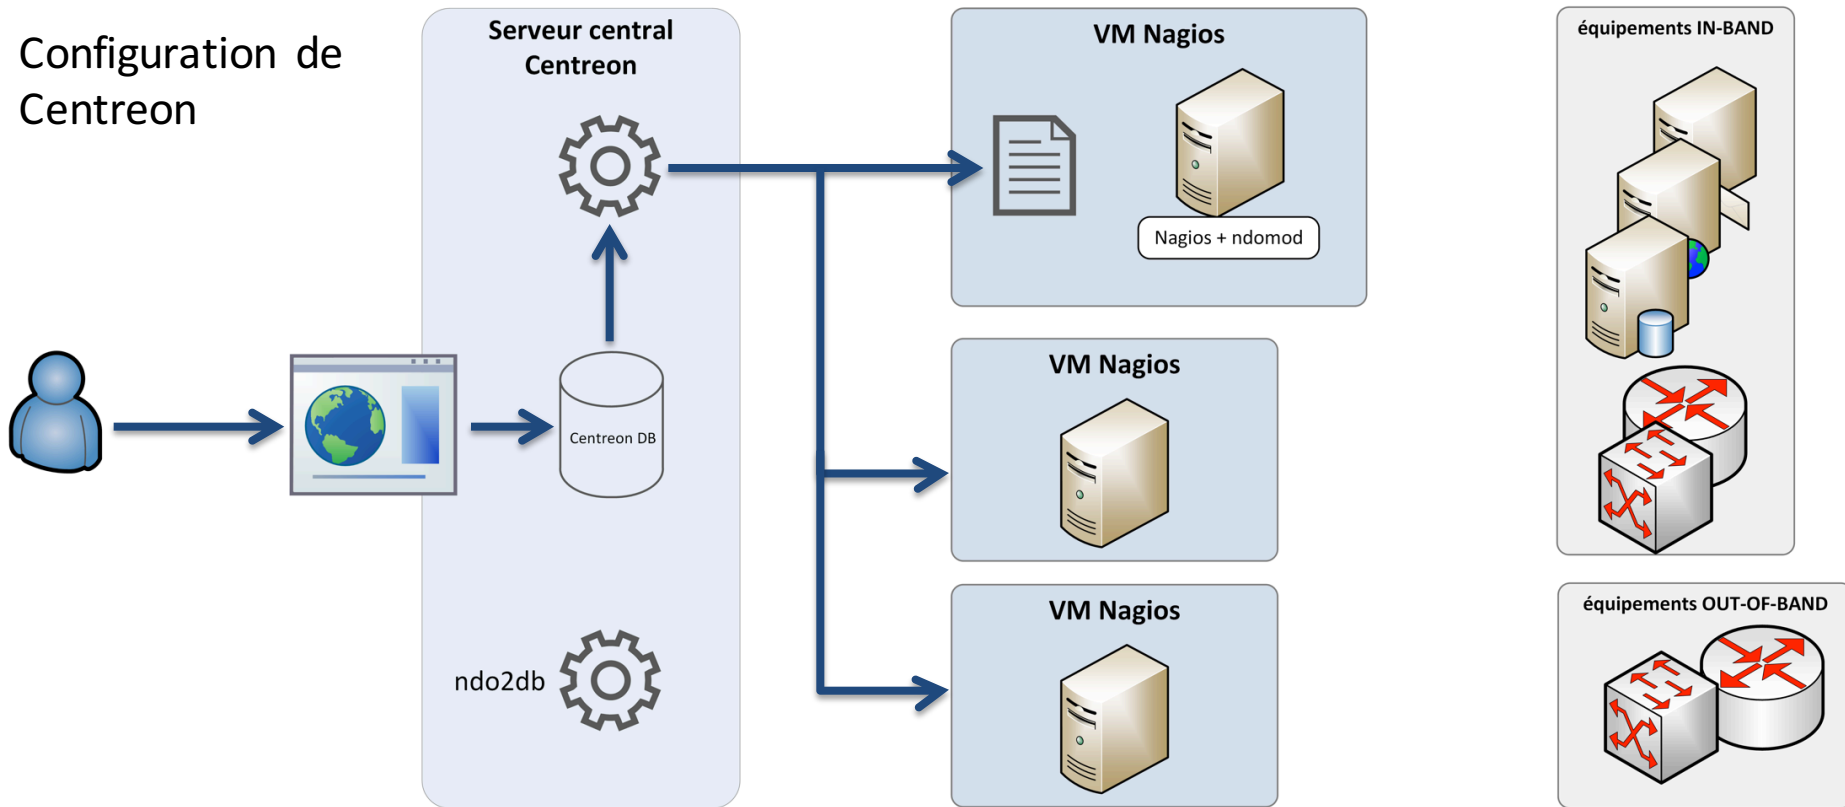 Configuration de
Centreon
Serveur central
Centreon
Centreon DB
ndo2db
VM Nagios
Nagios + ndomod
VM Nagios
VM Nagios
équipements IN-BAND
équipements OUT-OF-BAND